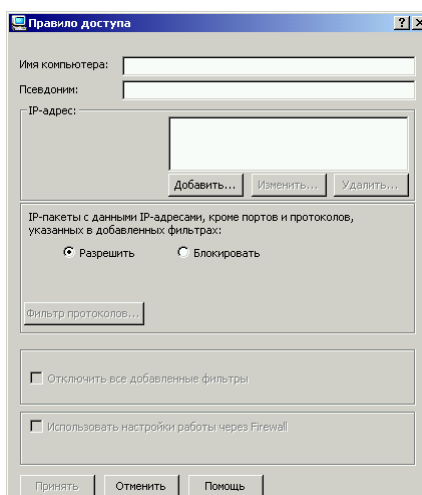 Правило доступа
Имя компьютера:
Псевдоним:
IP-адрес:
Добавить... Изменить... Удалить...
IP-пакеты с данными IP-адресами, кроме портов и протоколов,
указанных в добавленных фильтрах:
Разрешить Блокировать
Фильтр протоколов...
Отключить все добавленные фильтры
Использовать настройки работы через Firewall
Принять Отменить Помощь